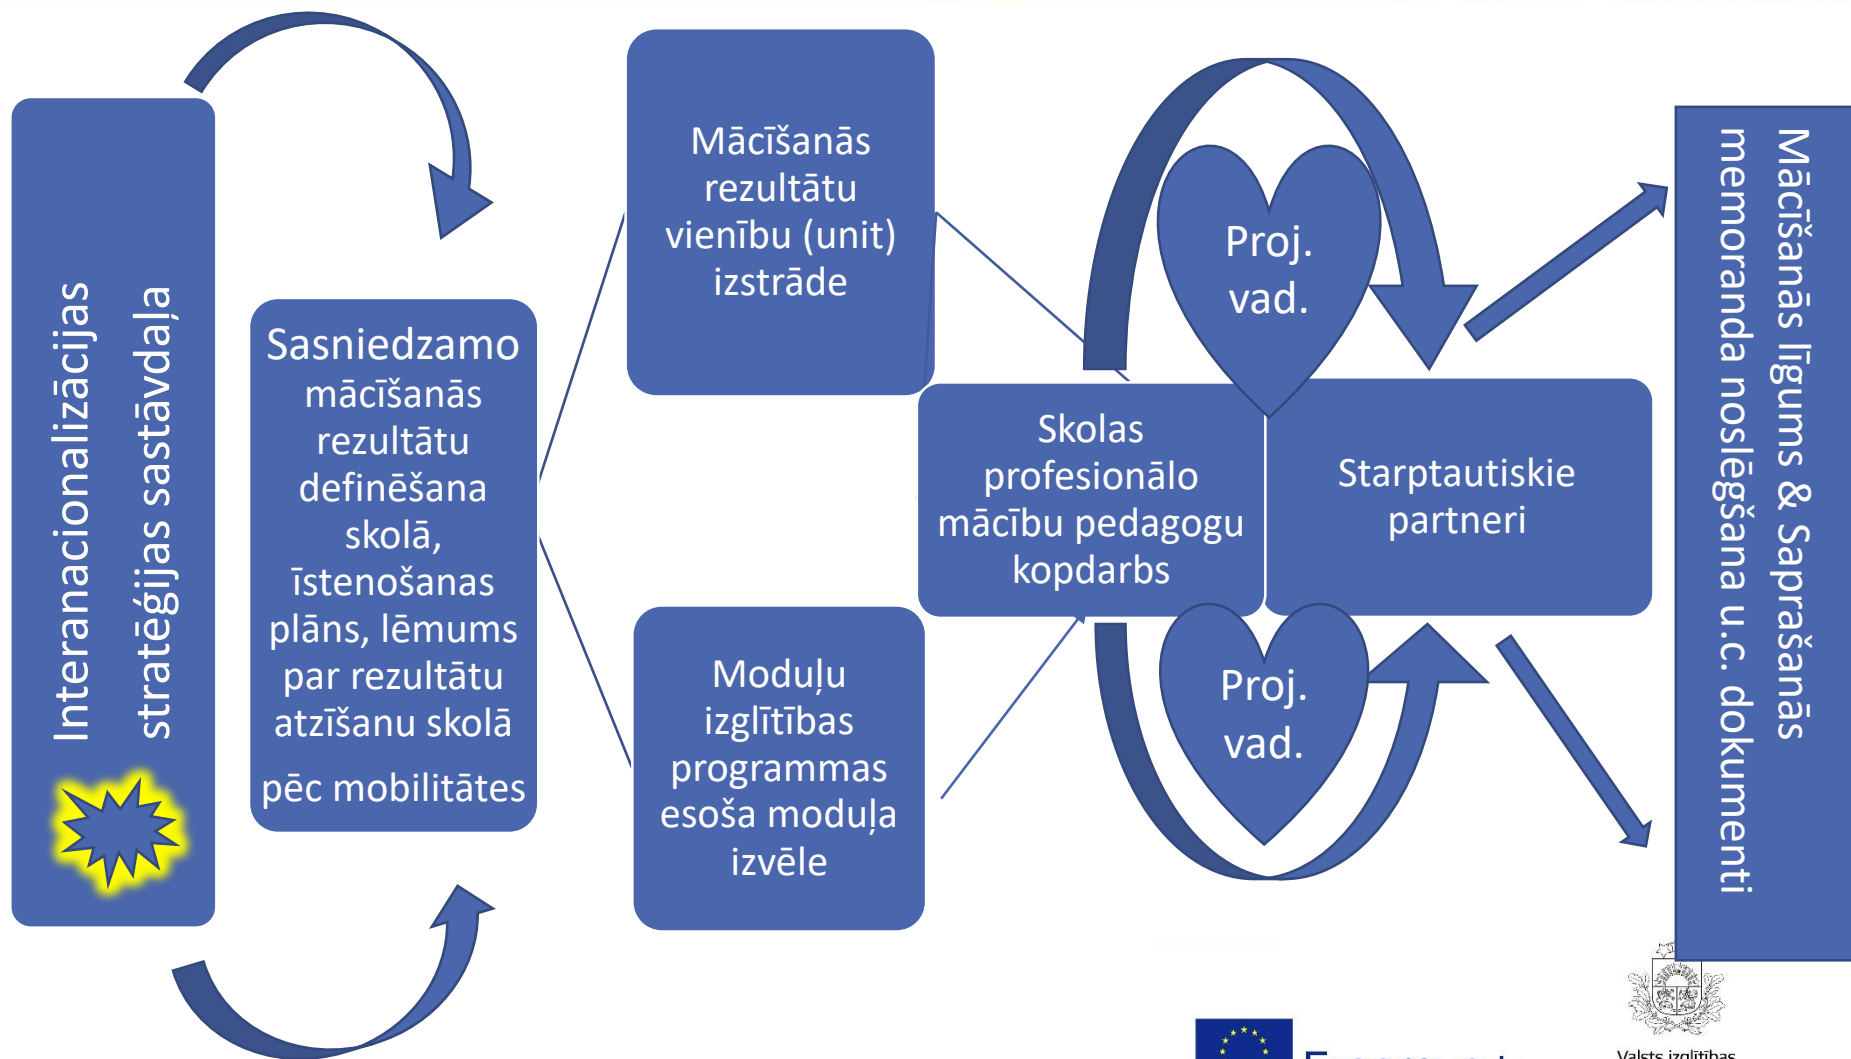 Interanacionalizācijas
stratēģijas sastāvdaļa
Sasniedzamo
mācīšanās
rezultātu
definēšana
skolā,
īstenošanas
plāns, lēmums
par rezultātu
atzīšanu skolā
pēc mobilitātes
Mācīšanās
rezultātu
vienību (unit)
izstrāde
Moduļu
izglītības
programmas
esoša moduļa
izvēle
Skolas
profesionālo
mācību pedagogu
kopdarbs
Proj.
vad.
Starptautiskie
partneri
Proj.
vad.
Mācīšanās līgums & Saprašanās
memoranda noslēgšana u.c. dokumenti
Valsts izglītības